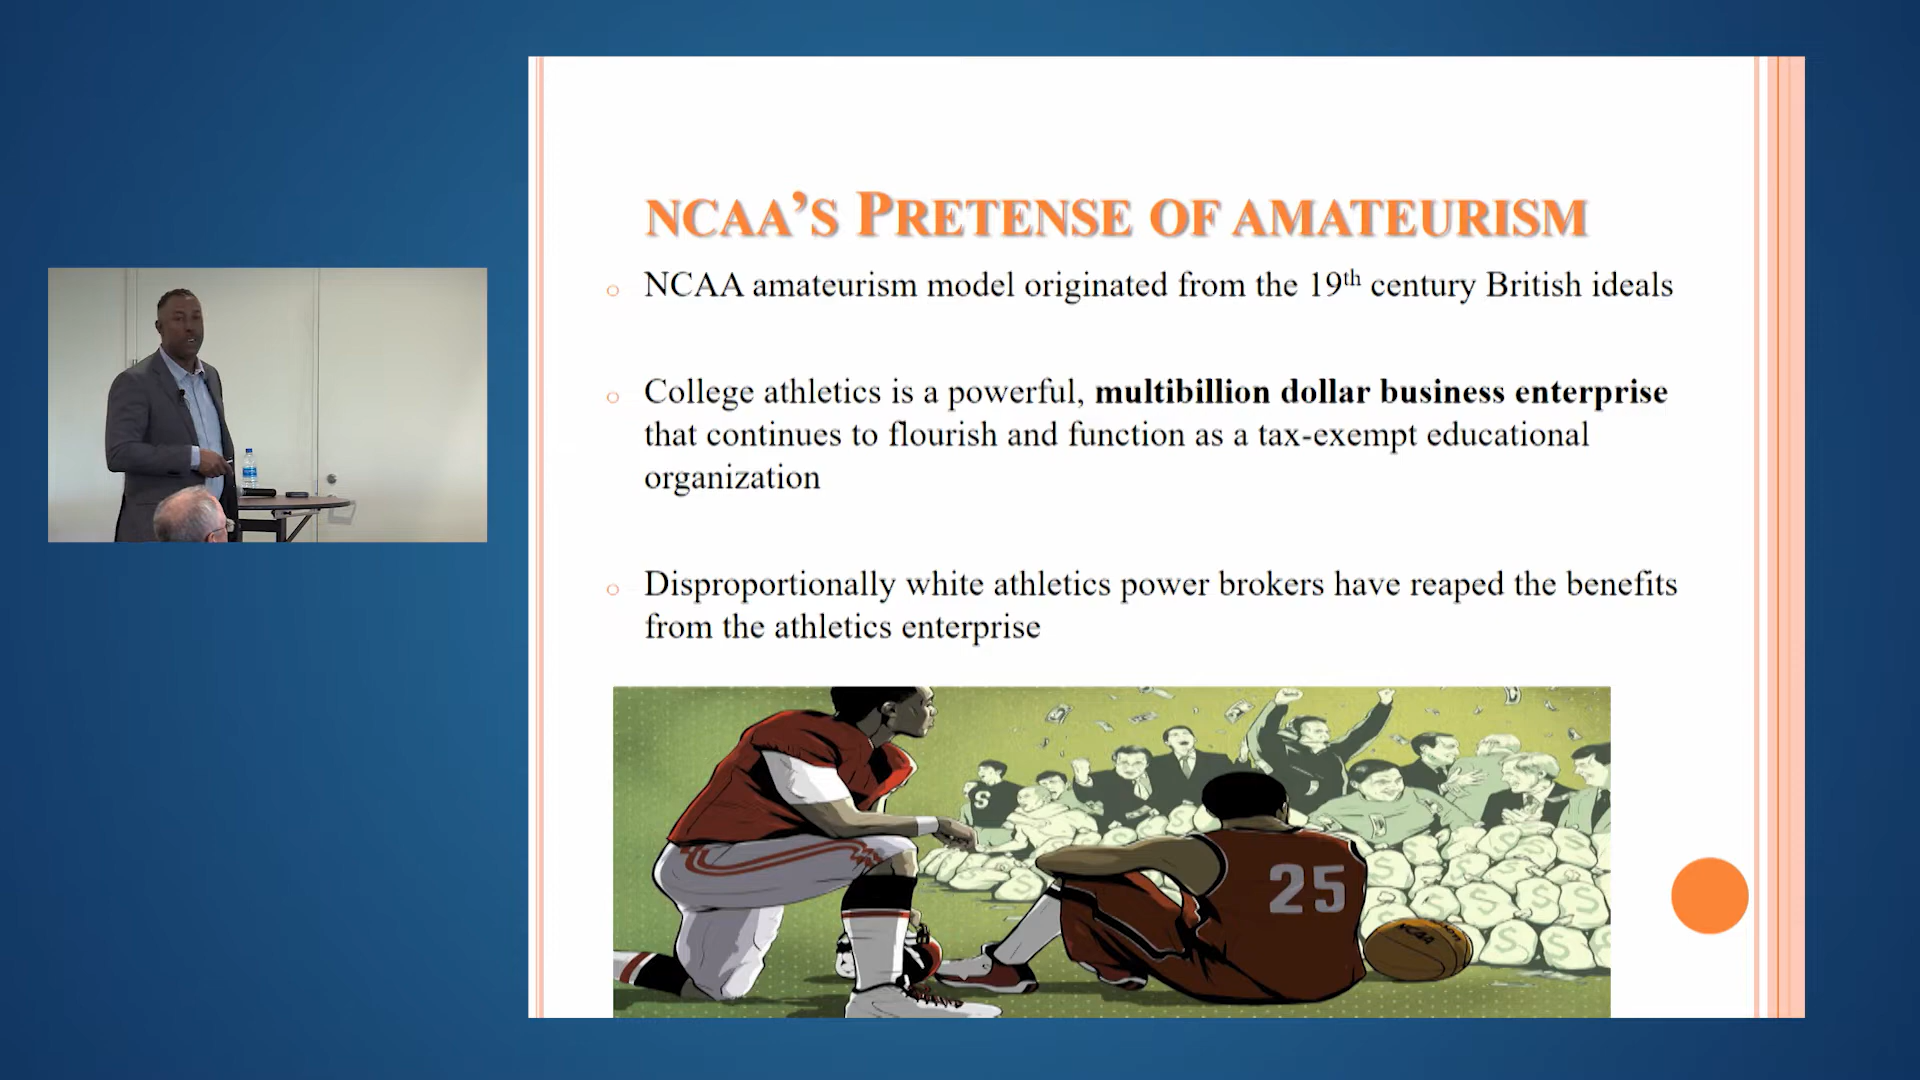 NCAA'S PRETENSE OF AMATEURISM
NCAA amateurism model originated from the 19th century British ideals
College athletics is a powerful, multibillion dollar business enterprise
that continues to flourish and function as a tax-exempt educational
organization
Disproportionally white athletics power brokers have reaped the benefits
from the athletics enterprise
S
25
NCAA
$ $ $ $ $ $ $